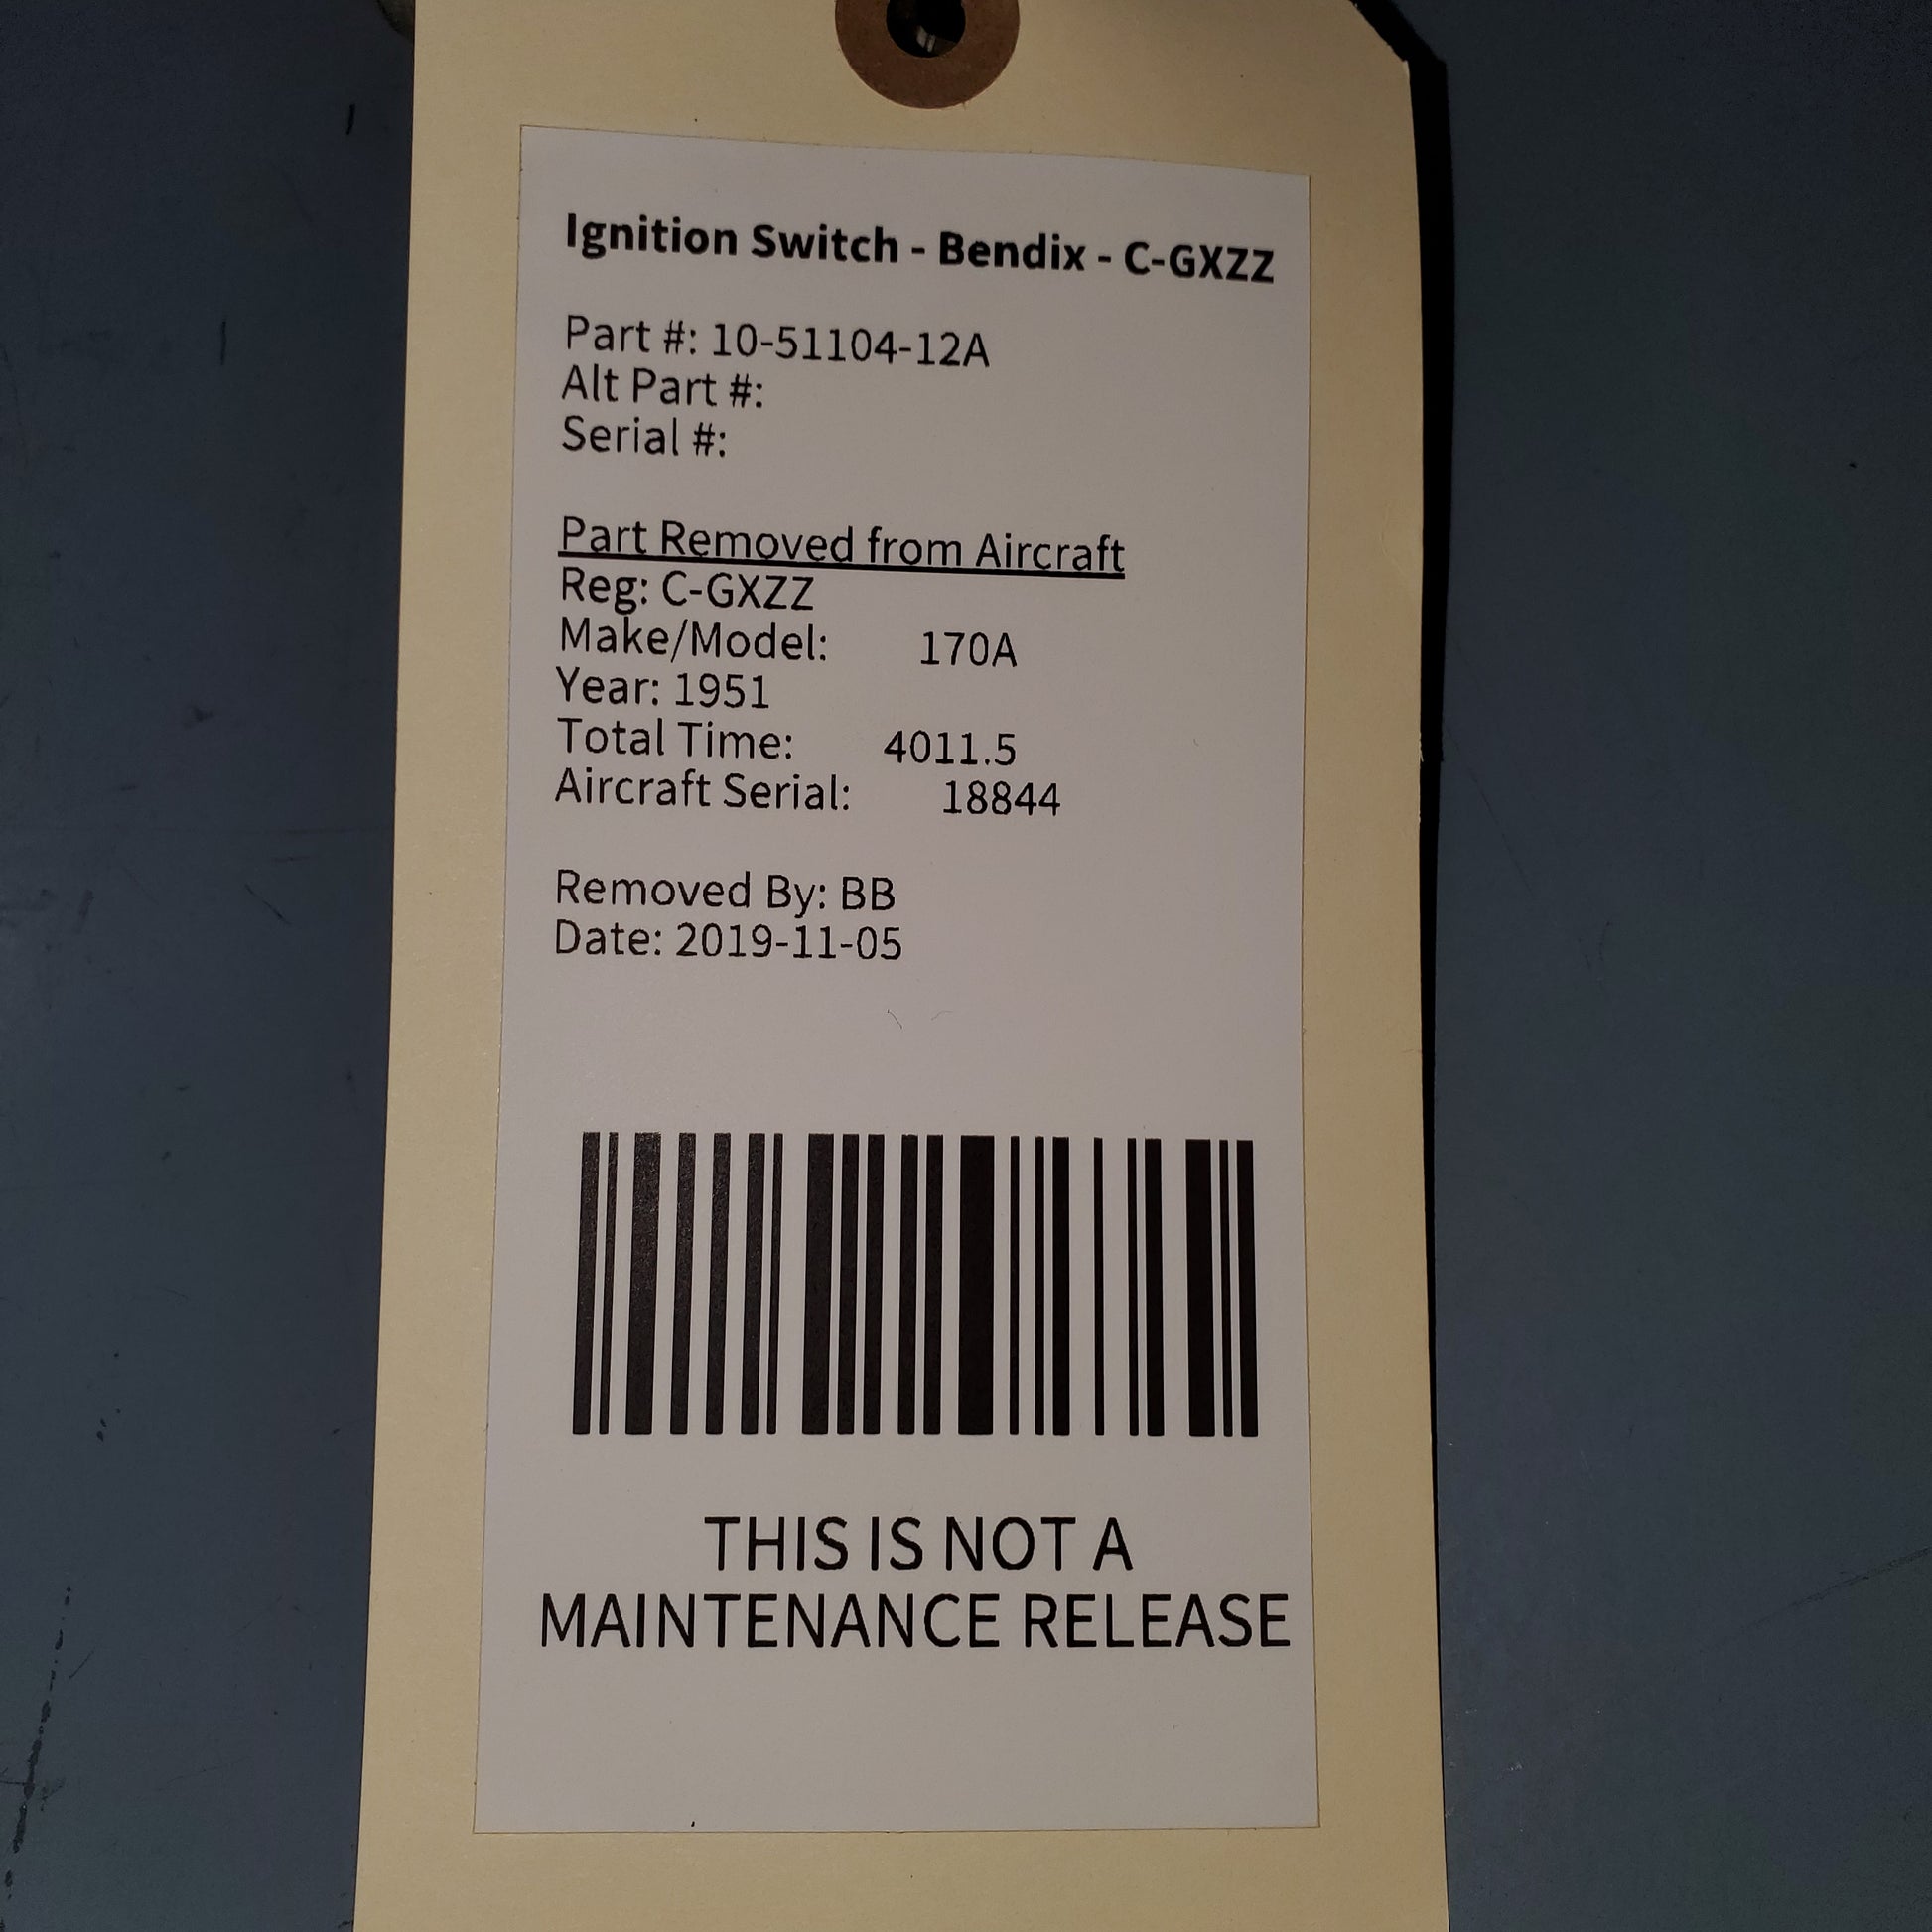 Ignition Switch - Bendix - C-GXZZ
Part #: 10-51104-12A
Alt Part #:
Serial #:
Part Removed from Aircraft
Reg: C-GXZZ
Make/Model: 170A
Year: 1951
Total Time: 4011.5
Aircraft Serial: 18844
Removed By: BB
Date: 2019-11-05
THIS IS NOT A
MAINTENANCE RELEASE